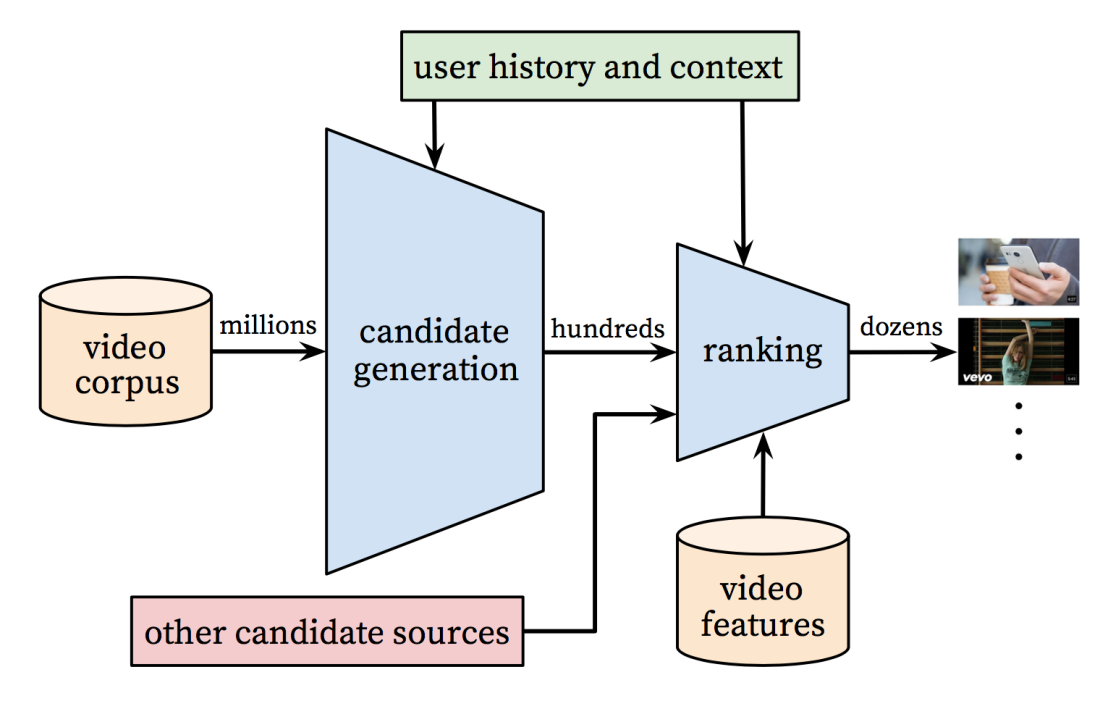 user history and context
millions
video
corpus
candidate
generation
hundreds
ranking
dozens
vevo
other candidate sources
video
features